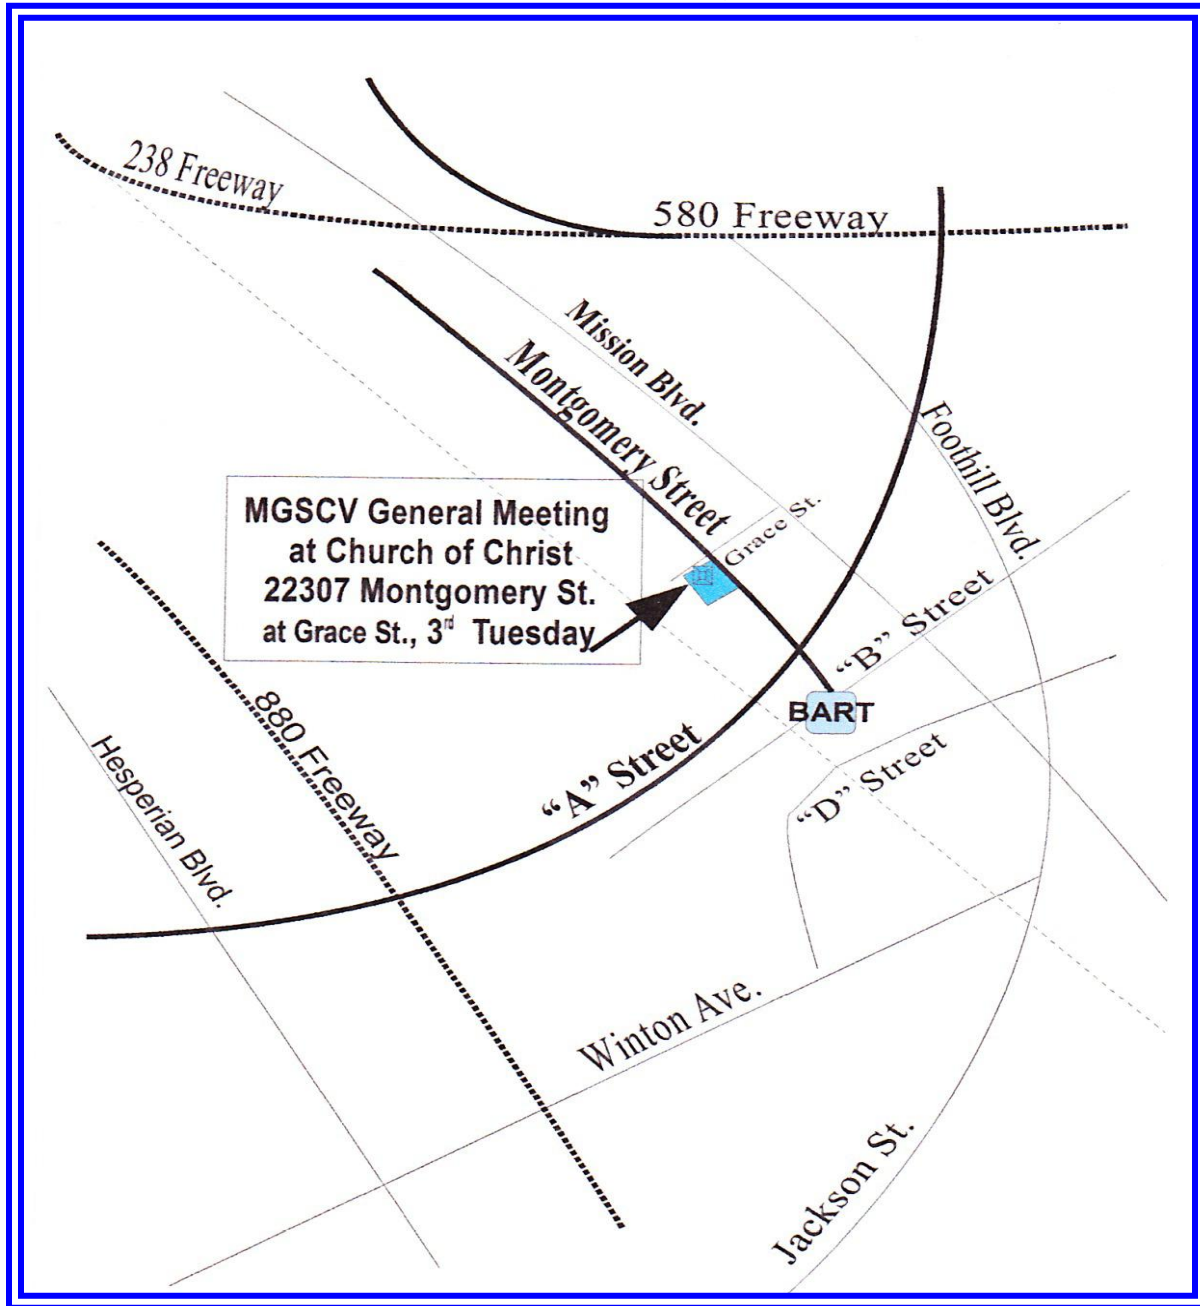 238 Freeway
580 Freeway
Mission Blvd.
Montgomery Street
Foothill Blvd.
Grace St.
MGSCV General Meeting
at Church of Christ
22307 Montgomery St.
at Grace St., 3rd Tuesday
"B" Street
BART
880 Freeway
"A" Street
Hesperian Blvd.
"D" Street
Winton Ave.
Jackson St.